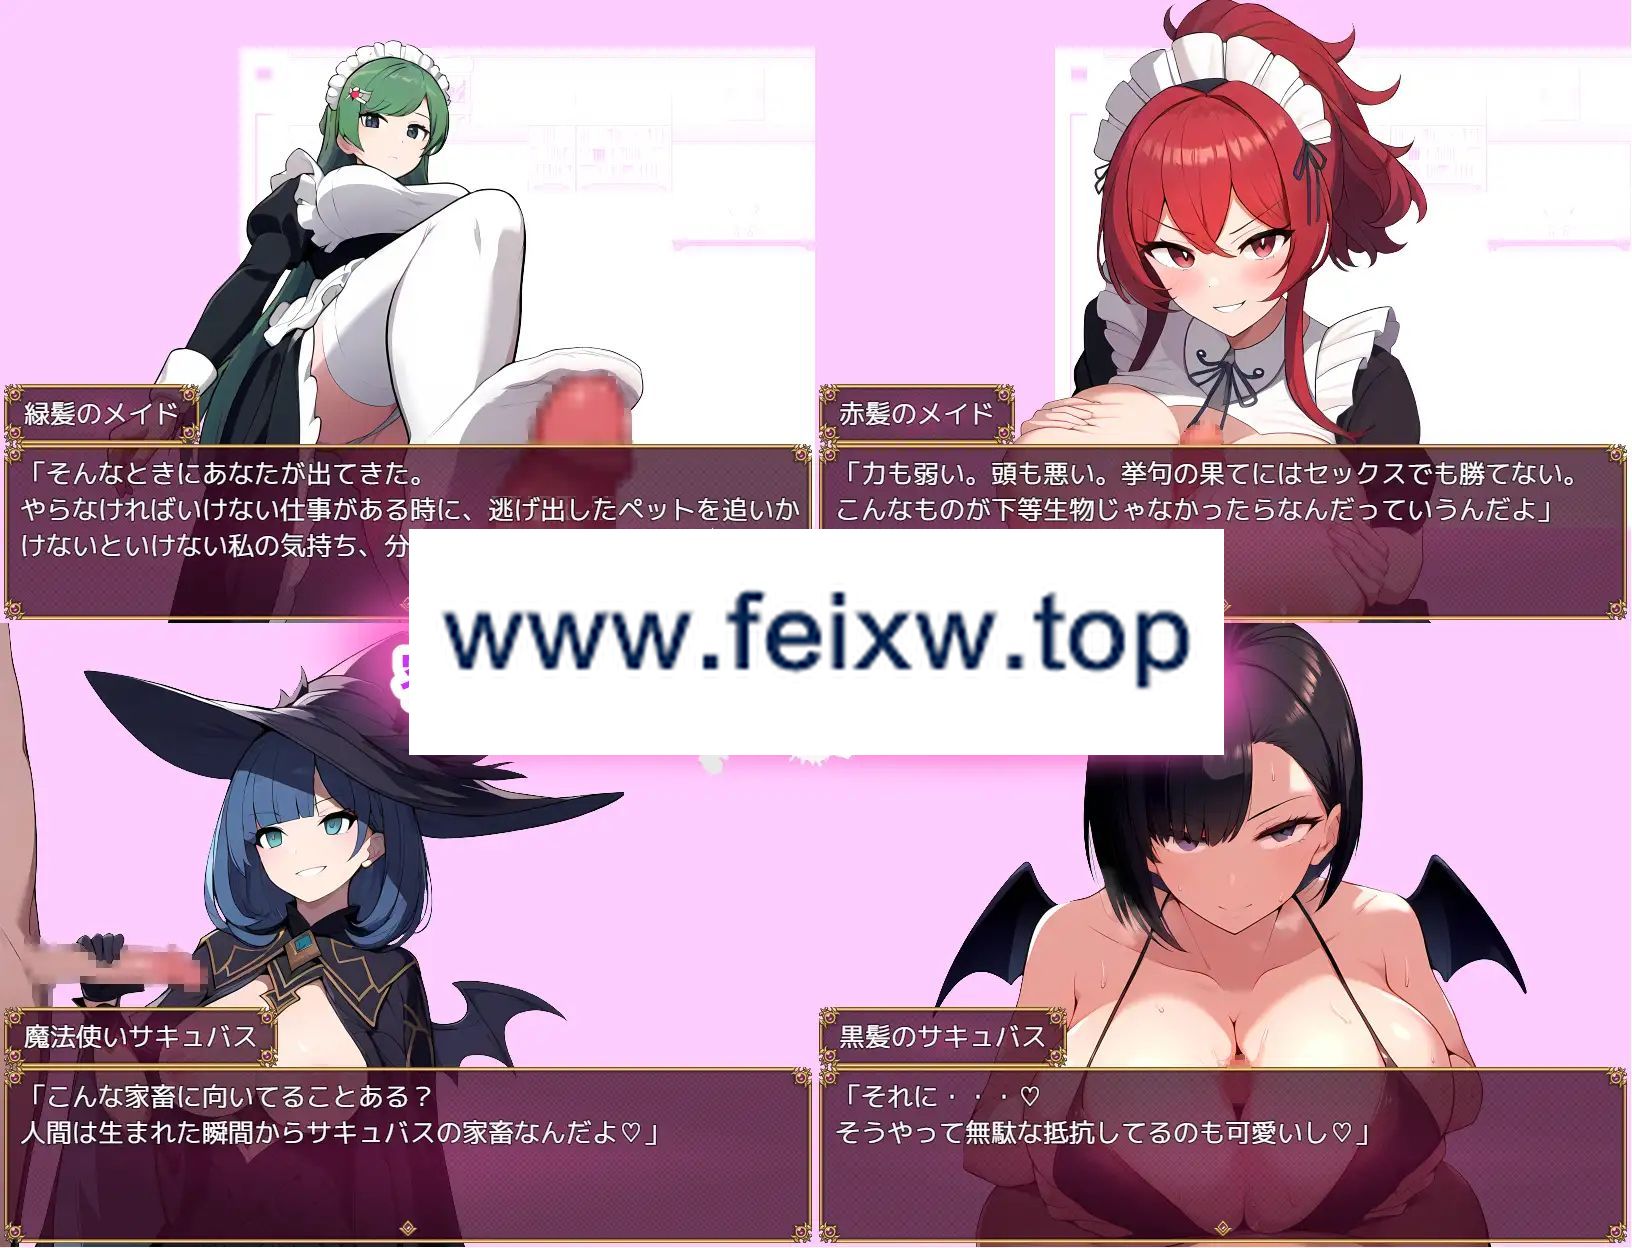 緑髪のメイド
「そんなときにあなたが出てきた。
やらなければいけない仕事がある時に、逃げ出したペットを追いか
けないといけない私の気持ち、分
赤髪のメイド
「力も弱い。頭も悪い。挙句の果てにはセックスでも勝てない。
こんなものが下等生物じゃなかったらなんだっていうんだよ」
www.feixw.top
魔法使いサキュバス
「こんな家畜に向いてることある？
人間は生まれた瞬間からサキュバスの家畜なんだよ♡」
黒髪のサキュバス
「それに・・・♡
そうやって無駄な抵抗してるのも可愛いし♡」